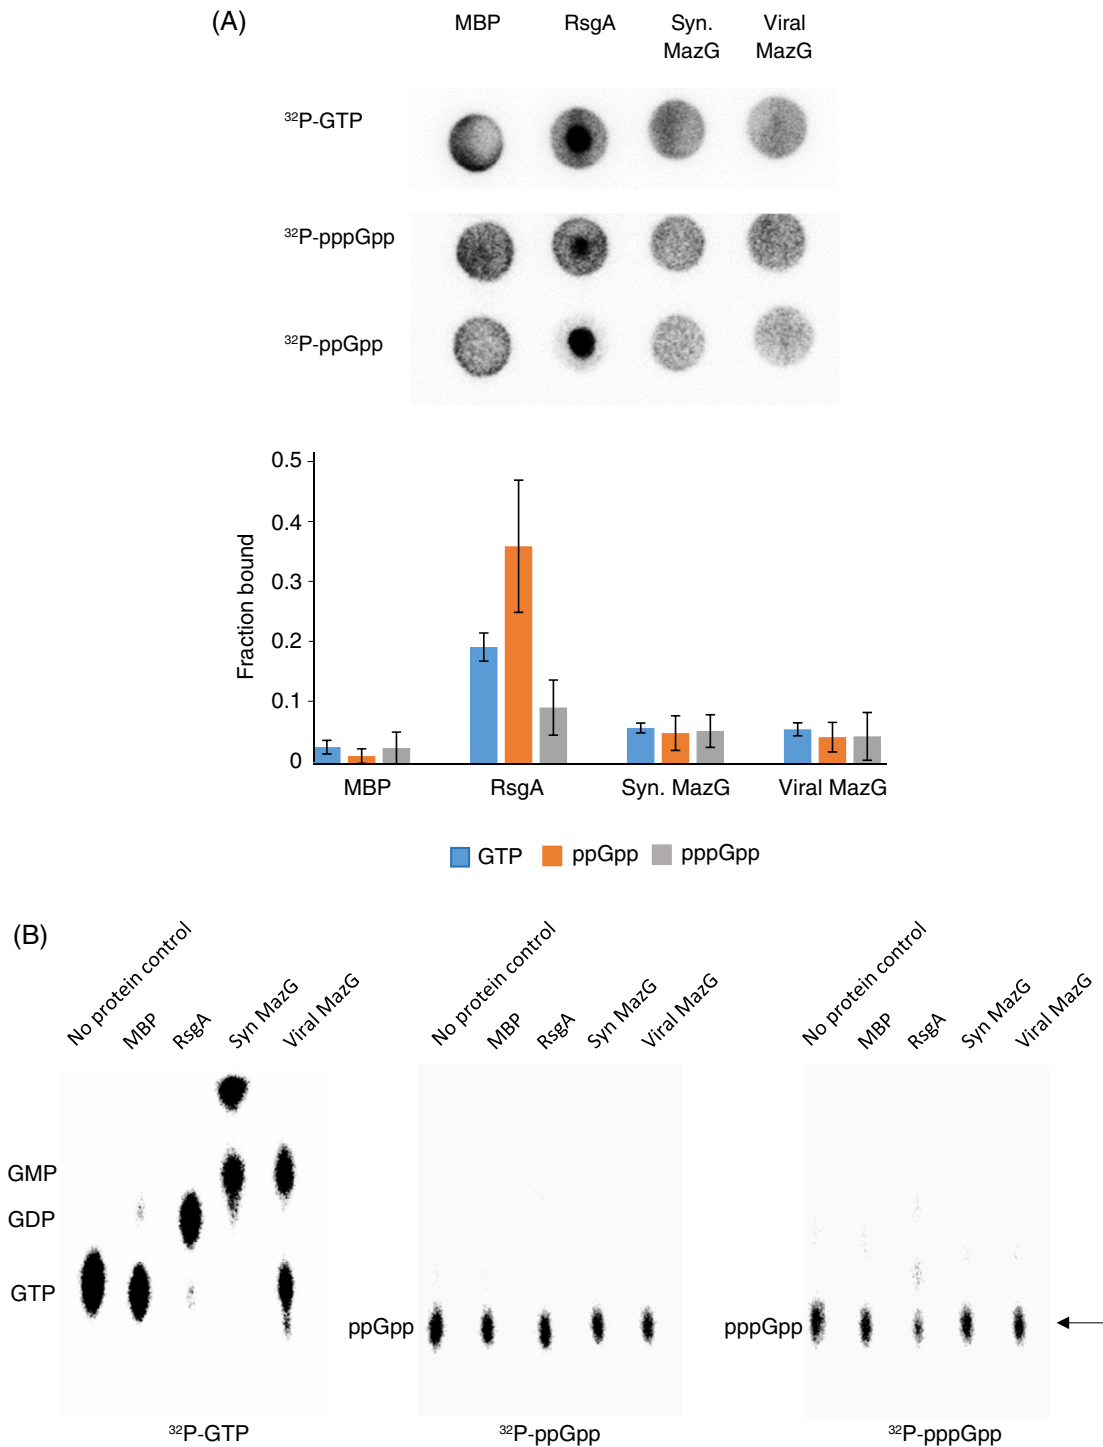 (A)
MBP RsgA Syn. MazG Viral MazG
³²P-GTP
³²P-pppGpp
³²P-ppGpp
Fraction bound
0.5
0.4
0.3
0.2
0.1
0
MBP RsgA Syn. MazG Viral MazG
GTP ppGpp pppGpp
(B)
No protein control MBP RsgA Syn MazG Viral MazG
No protein control MBP RsgA Syn MazG Viral MazG
No protein control MBP RsgA Syn MazG Viral MazG
GMP
GDP
GTP
ppGpp
pppGpp
³²P-GTP ³²P-ppGpp ³²P-pppGpp